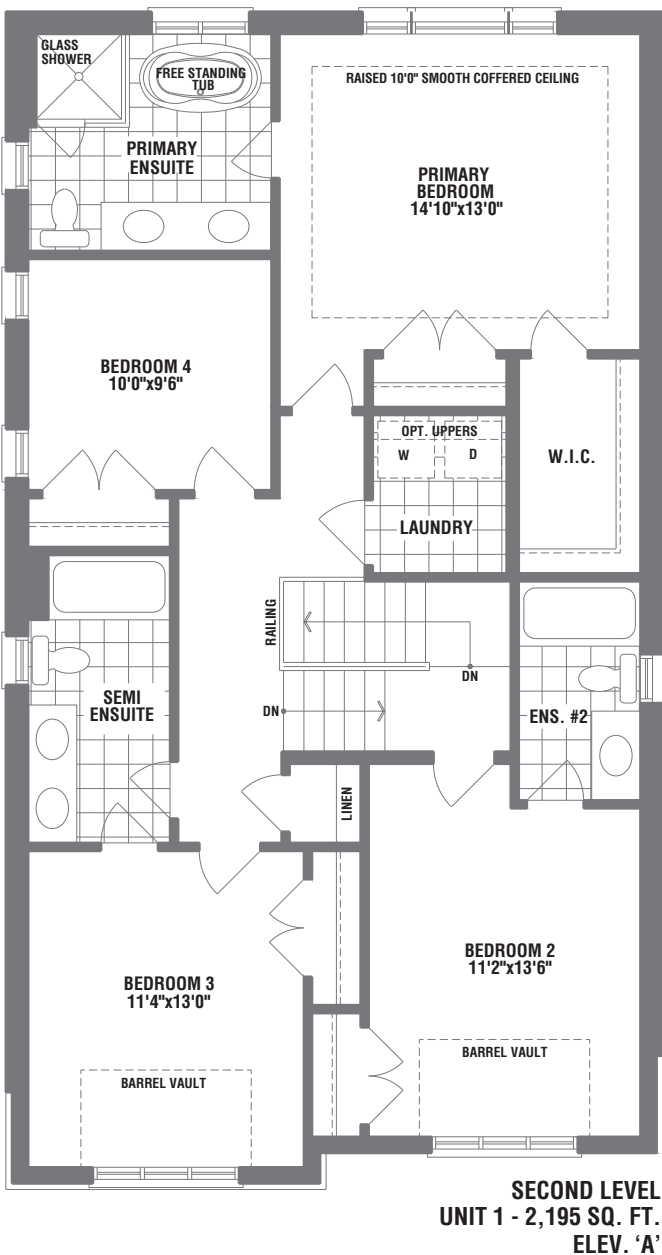 GLASS
SHOWER
FREE STANDING
TUB
RAISED 10'0" SMOOTH COFFERED CEILING
PRIMARY
ENSUITE
PRIMARY
BEDROOM
14'10"x13'0"
BEDROOM 4
10'0"x9'6"
OPT. UPPERS
W
D
W.I.C.
LAUNDRY
RAILING
DN
DN
SEMI
ENSUITE
ENS. #2
LINEN
BEDROOM 2
11'2"x13'6"
BEDROOM 3
11'4"x13'0"
BARREL VAULT
BARREL VAULT
SECOND LEVEL
UNIT 1 - 2,195 SQ. FT.
ELEV. ‘A’